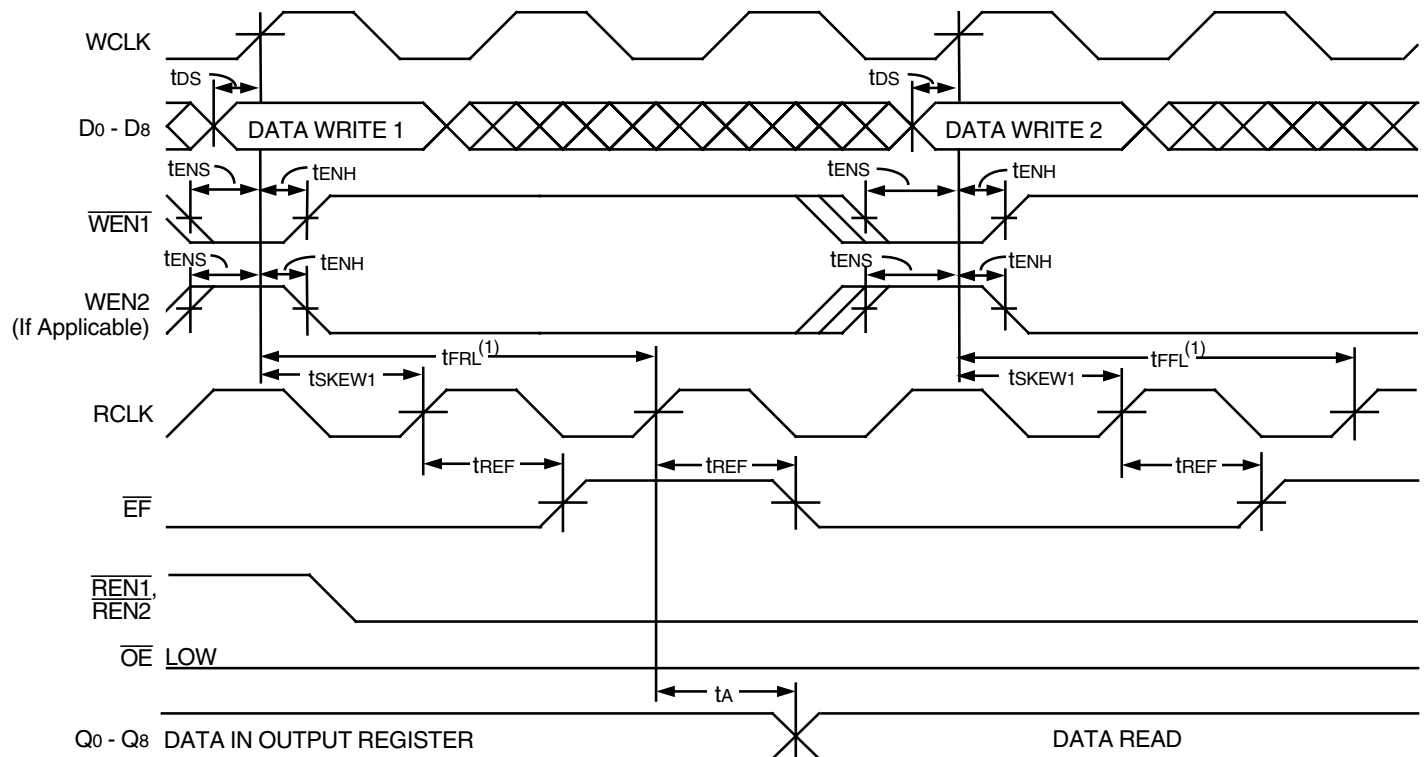 WCLK
tDS
tDS
D0 - D8
DATA WRITE 1
DATA WRITE 2
tENS
tENH
tENS
tENH
WEN1
tENS
tENH
tENS
tENH
WEN2
(If Applicable)
tFRL(1)
tFFL(1)
tSKEW1
tSKEW1
RCLK
tREF
tREF
tREF
EF
REN1,
REN2
OE
LOW
tA
Q0 - Q8
DATA IN OUTPUT REGISTER
DATA READ